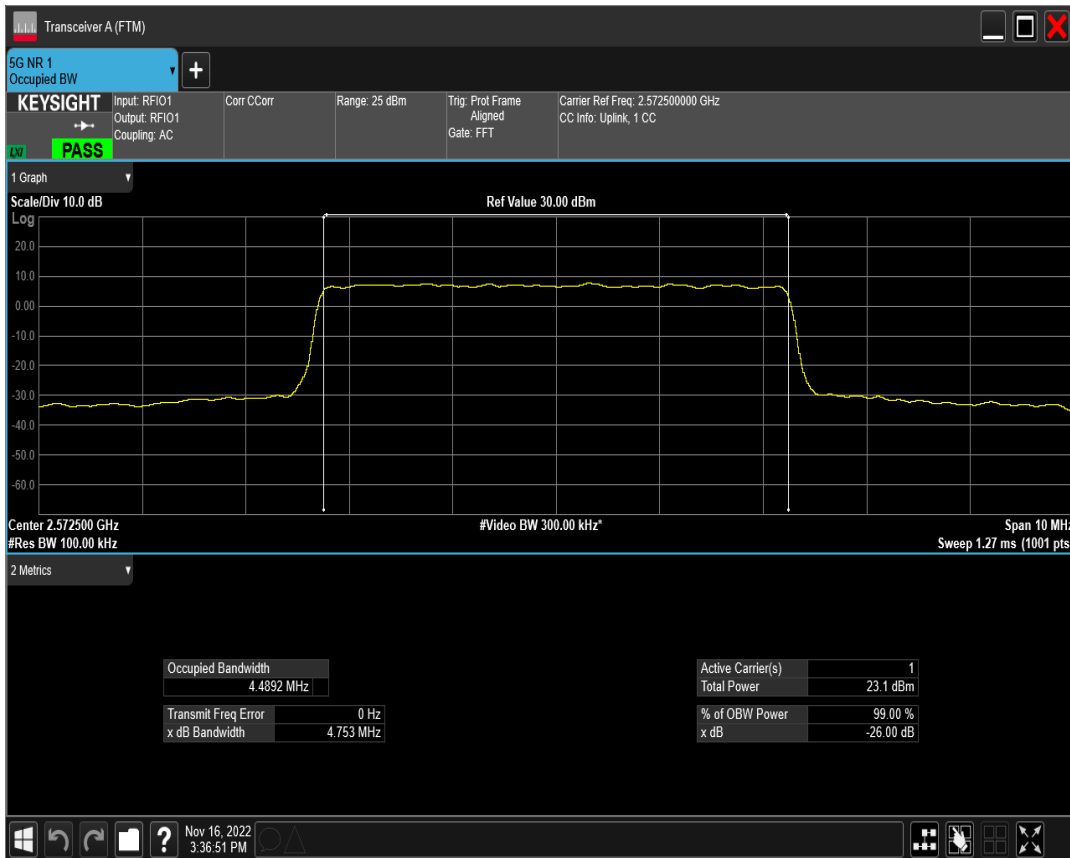 Transceiver A (FTM)
5G NR 1
Occupied BW
+
KEYSIGHT
LXI
PASS
Input: RFIO1
Output: RFIO1
Coupling: AC
Corr CCorr
Range: 25 dBm
Trig: Prot Frame
Aligned
Gate: FFT
Carrier Ref Freq: 2.572500000 GHz
CC Info: Uplink, 1 CC
1 Graph
Scale/Div 10.0 dB
Ref Value 30.00 dBm
Log
20.0
10.0
0.00
-10.0
-20.0
-30.0
-40.0
-50.0
-60.0
Center 2.572500 GHz
#Video BW 300.00 kHz*
Span 10 MHz
#Res BW 100.00 kHz
Sweep 1.27 ms (1001 pts
2 Metrics
Occupied Bandwidth
4.4892 MHz
Transmit Freq Error 0 Hz
x dB Bandwidth 4.753 MHz
Active Carrier(s) 1
Total Power 23.1 dBm
% of OBW Power 99.00 %
x dB -26.00 dB
?
Nov 16, 2022
3:36:51 PM